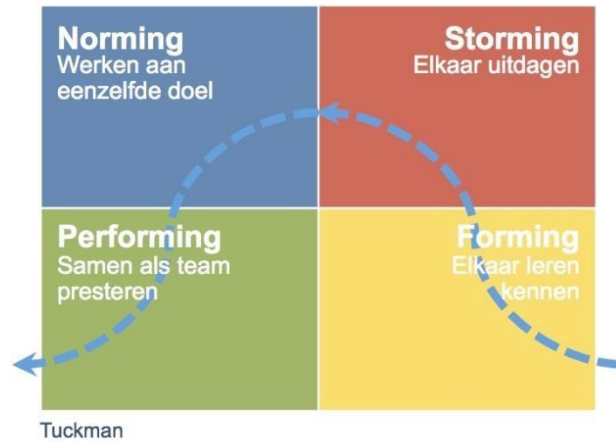 Norming
Werken aan
eenzelfde doel
Storming
Elkaar uitdagen
Performing
Samen als team
presteren
Forming
Elkaar leren
kennen
Tuckman